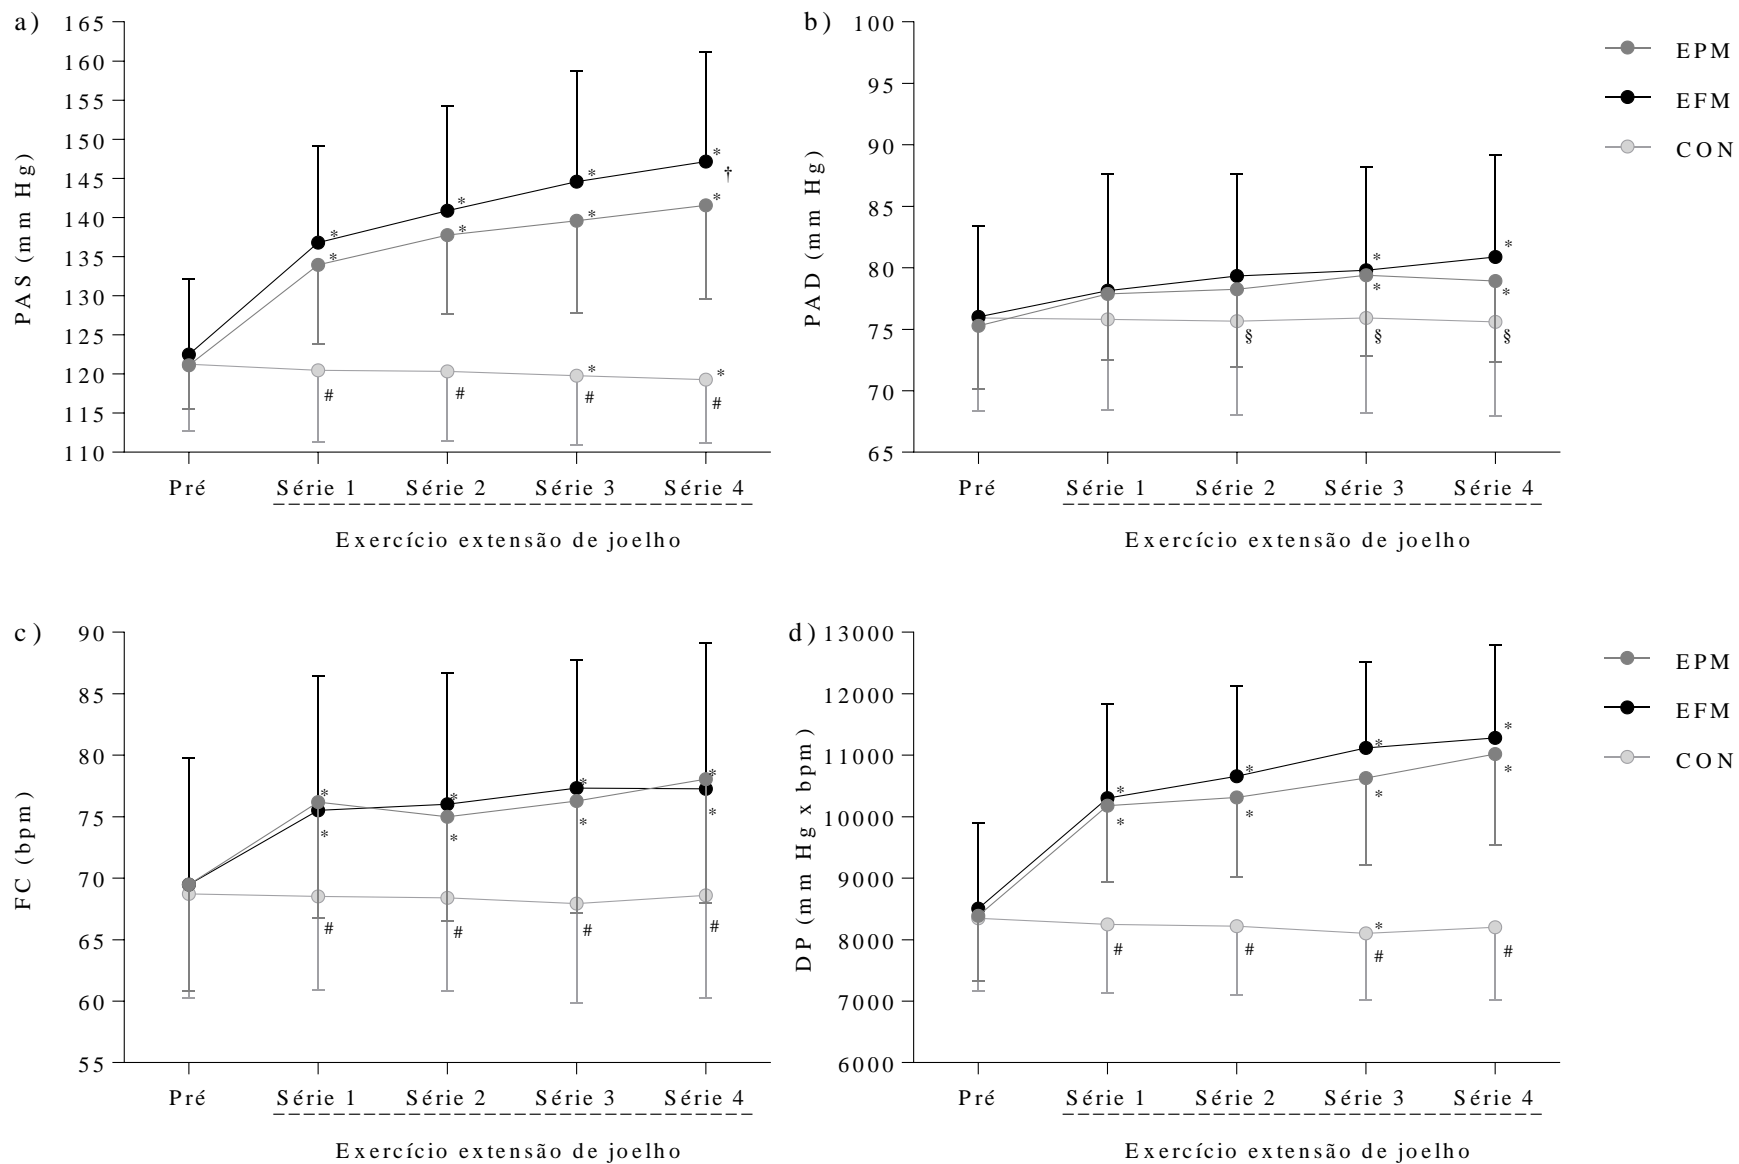 a)
PAS (mm Hg)
165
160
155
150
145
140
135
130
125
120
115
110
* * * *
†
* * * *
* *
# # # #
Pré Série 1 Série 2 Série 3 Série 4
Exercício extensão de joelho
b)
PAD (mm Hg)
100
95
90
85
80
75
70
65
* *
* *
§ § §
Pré Série 1 Série 2 Série 3 Série 4
Exercício extensão de joelho
EPM
EFM
CON
c)
FC (bpm)
90
85
80
75
70
65
60
55
* * * *
* * * *
# # # #
Pré Série 1 Série 2 Série 3 Série 4
Exercício extensão de joelho
d)
DP (mm Hg x bpm)
13000
12000
11000
10000
9000
8000
7000
6000
* * * *
* * * *
*
# # # #
Pré Série 1 Série 2 Série 3 Série 4
Exercício extensão de joelho
EPM
EFM
CON